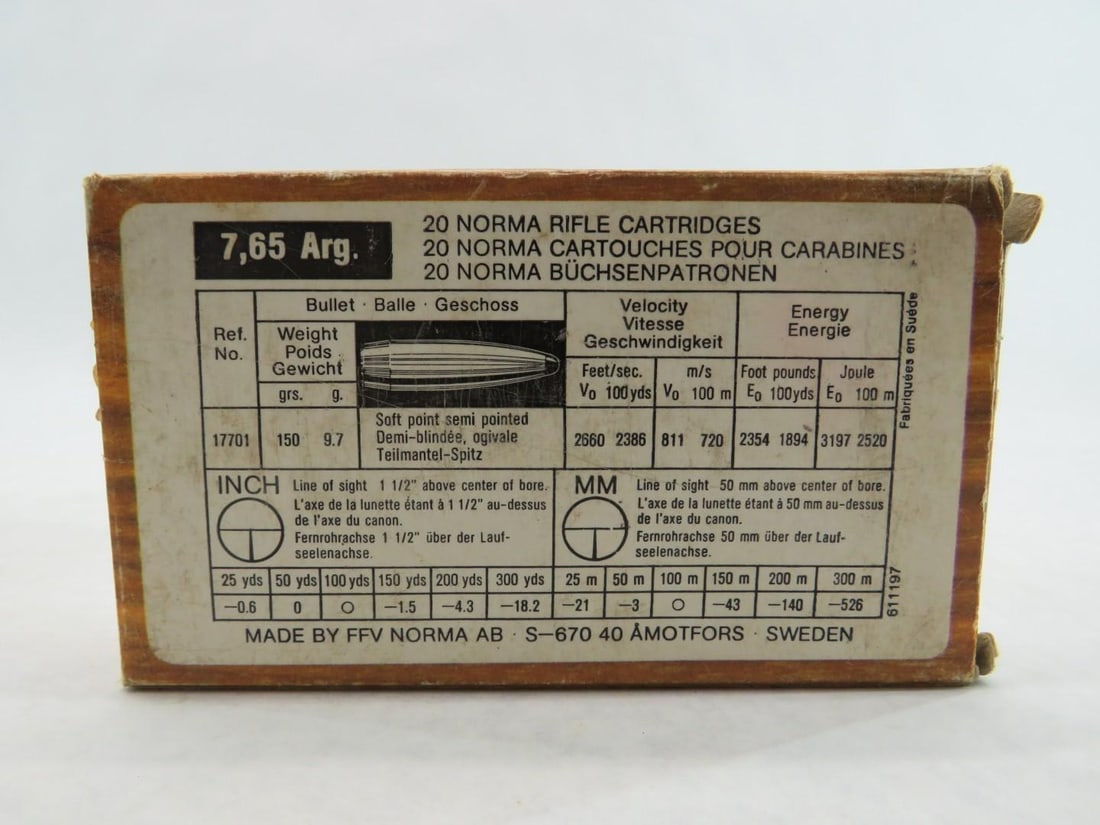 7,65 Arg.
20 NORMA RIFLE CARTRIDGES
20 NORMA CARTOUCHES POUR CARABINES
20 NORMA BÜCHSENPATRONEN
Ref. No.
Bullet · Balle · Geschoss
Weight
Poids
Gewicht
grs. g.
Velocity
Vitesse
Geschwindigkeit
Feet/sec. m/s
V₀ 100yds V₀ 100 m
Energy
Energie
Foot pounds Joule
E₀ 100yds E₀ 100 m
17701 150 9.7
Soft point semi pointed
Demi-blindée, ogivale
Teilmantel-Spitz
2660 2386 811 720 2354 1894 3197 2520
INCH
Line of sight 1 1/2" above center of bore.
L'axe de la lunette étant à 1 1/2" au-dessus
de l'axe du canon.
Fernrohrachse 1 1/2" über der Lauf-
seelenachse.
MM
Line of sight 50 mm above center of bore.
L'axe de la lunette étant à 50 mm au-dessus
de l'axe du canon.
Fernrohrachse 50 mm über der Lauf-
seelenachse.
25 yds 50 yds 100 yds 150 yds 200 yds 300 yds 25 m 50 m 100 m 150 m 200 m 300 m
—0.6 0 O —1.5 —4.3 —18.2 —21 —3 O —43 —140 —526
MADE BY FFV NORMA AB · S—670 40 ÅMOTFORS · SWEDEN
Fabriquées en Suéde
611197